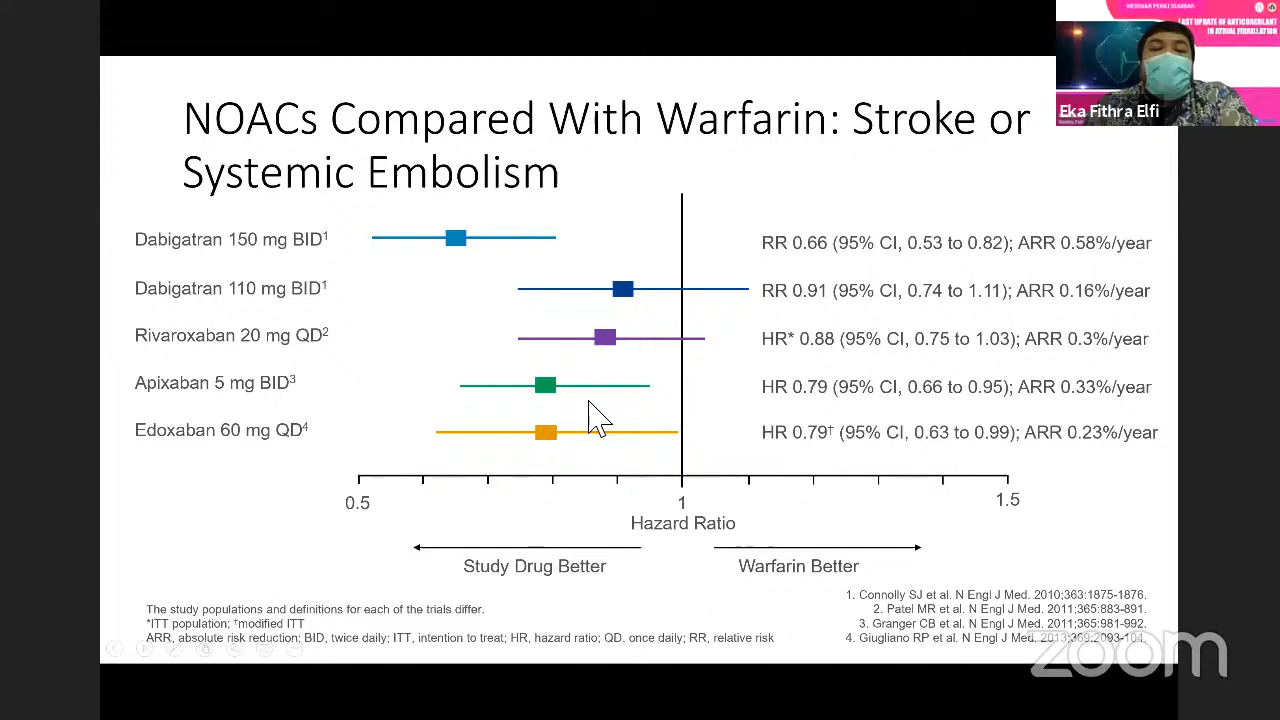 WEBINAR PERKI SUMBAR
LAST UPDATE OF ANTICOAGULANT
IN ATRIAL FIBRILLATION
Eka Fithra Elfi
NOACs Compared With Warfarin: Stroke or
Systemic Embolism
Dabigatran 150 mg BID¹
RR 0.66 (95% CI, 0.53 to 0.82); ARR 0.58%/year
Dabigatran 110 mg BID¹
RR 0.91 (95% CI, 0.74 to 1.11); ARR 0.16%/year
Rivaroxaban 20 mg QD²
HR* 0.88 (95% CI, 0.75 to 1.03); ARR 0.3%/year
Apixaban 5 mg BID³
HR 0.79 (95% CI, 0.66 to 0.95); ARR 0.33%/year
Edoxaban 60 mg QD⁴
HR 0.79† (95% CI, 0.63 to 0.99); ARR 0.23%/year
0.5 1 1.5
Hazard Ratio
Study Drug Better Warfarin Better
The study populations and definitions for each of the trials differ.
*ITT population; †modified ITT
ARR, absolute risk reduction; BID, twice daily; ITT, intention to treat; HR, hazard ratio; QD, once daily; RR, relative risk
1. Connolly SJ et al. N Engl J Med. 2010;363:1875-1876.
2. Patel MR et al. N Engl J Med. 2011;365:883-891.
3. Granger CB et al. N Engl J Med. 2011;365:981-992.
4. Giugliano RP et al. N Engl J Med. 2013;369:2093-104.
zoom